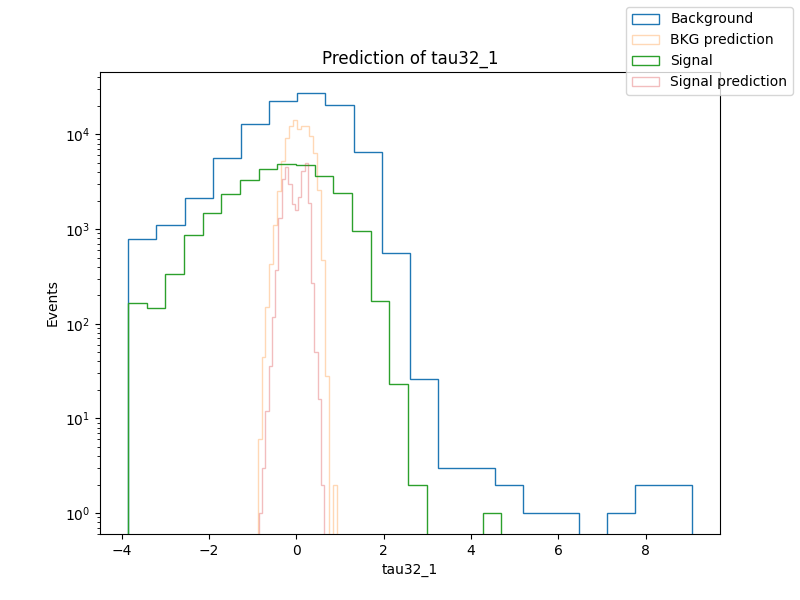 Background
BKG prediction
Signal
Signal prediction
Prediction of tau32_1
Events
10⁴
10³
10²
10¹
10⁰
−4 −2 0 2 4 6 8
tau32_1